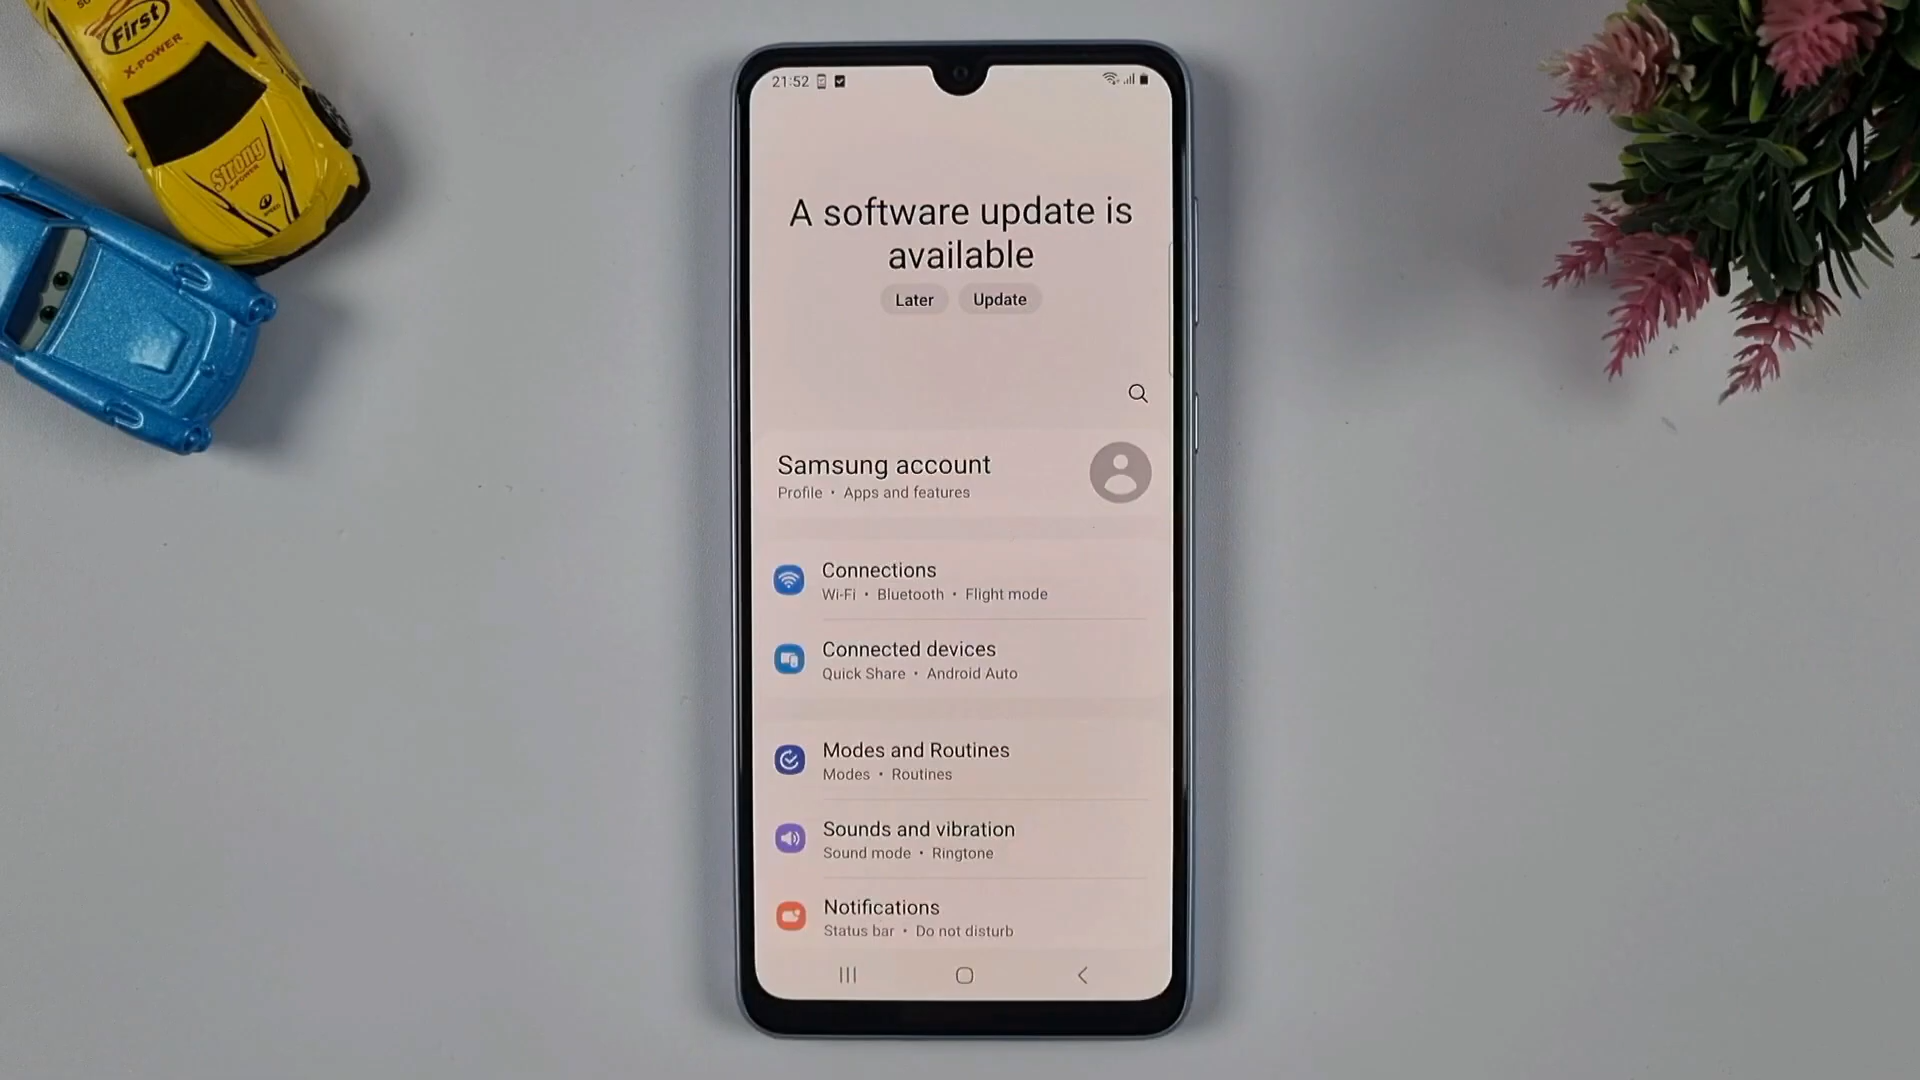 First
X-POWER
Strong
X-POWER
21:52
A software update is
available
Later Update
Samsung account
Profile • Apps and features
Connections
Wi-Fi • Bluetooth • Flight mode
Connected devices
Quick Share • Android Auto
Modes and Routines
Modes • Routines
Sounds and vibration
Sound mode • Ringtone
Notifications
Status bar • Do not disturb